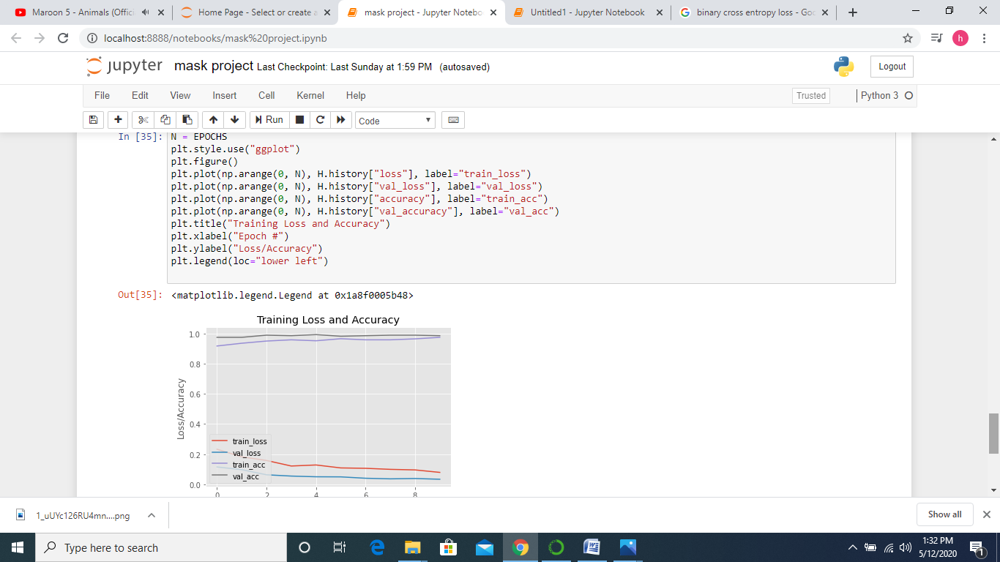 Maroon 5 - Animals (Offici
Home Page - Select or create a
mask project - Jupyter Notebo
Untitled1 - Jupyter Notebook
binary cross entropy loss - Goo
localhost:8888/notebooks/mask%20project.ipynb
h
jupyter mask project Last Checkpoint: Last Sunday at 1:59 PM (autosaved)
Logout
File Edit View Insert Cell Kernel Help
Trusted
Python 3
Run
Code
In [35]: N = EPOCHS
plt.style.use("ggplot")
plt.figure()
plt.plot(np.arange(0, N), H.history["loss"], label="train_loss")
plt.plot(np.arange(0, N), H.history["val_loss"], label="val_loss")
plt.plot(np.arange(0, N), H.history["accuracy"], label="train_acc")
plt.plot(np.arange(0, N), H.history["val_accuracy"], label="val_acc")
plt.title("Training Loss and Accuracy")
plt.xlabel("Epoch #")
plt.ylabel("Loss/Accuracy")
plt.legend(loc="lower left")
Out[35]: <matplotlib.legend.Legend at 0x1a8f0005b48>
Training Loss and Accuracy
Loss/Accuracy
1.0
0.8
0.6
0.4
0.2
0.0
train_loss
val_loss
train_acc
val_acc
0 2 4 6 8
1_uUYc126RU4mn....png
Show all
Type here to search
1:32 PM
5/12/2020
1